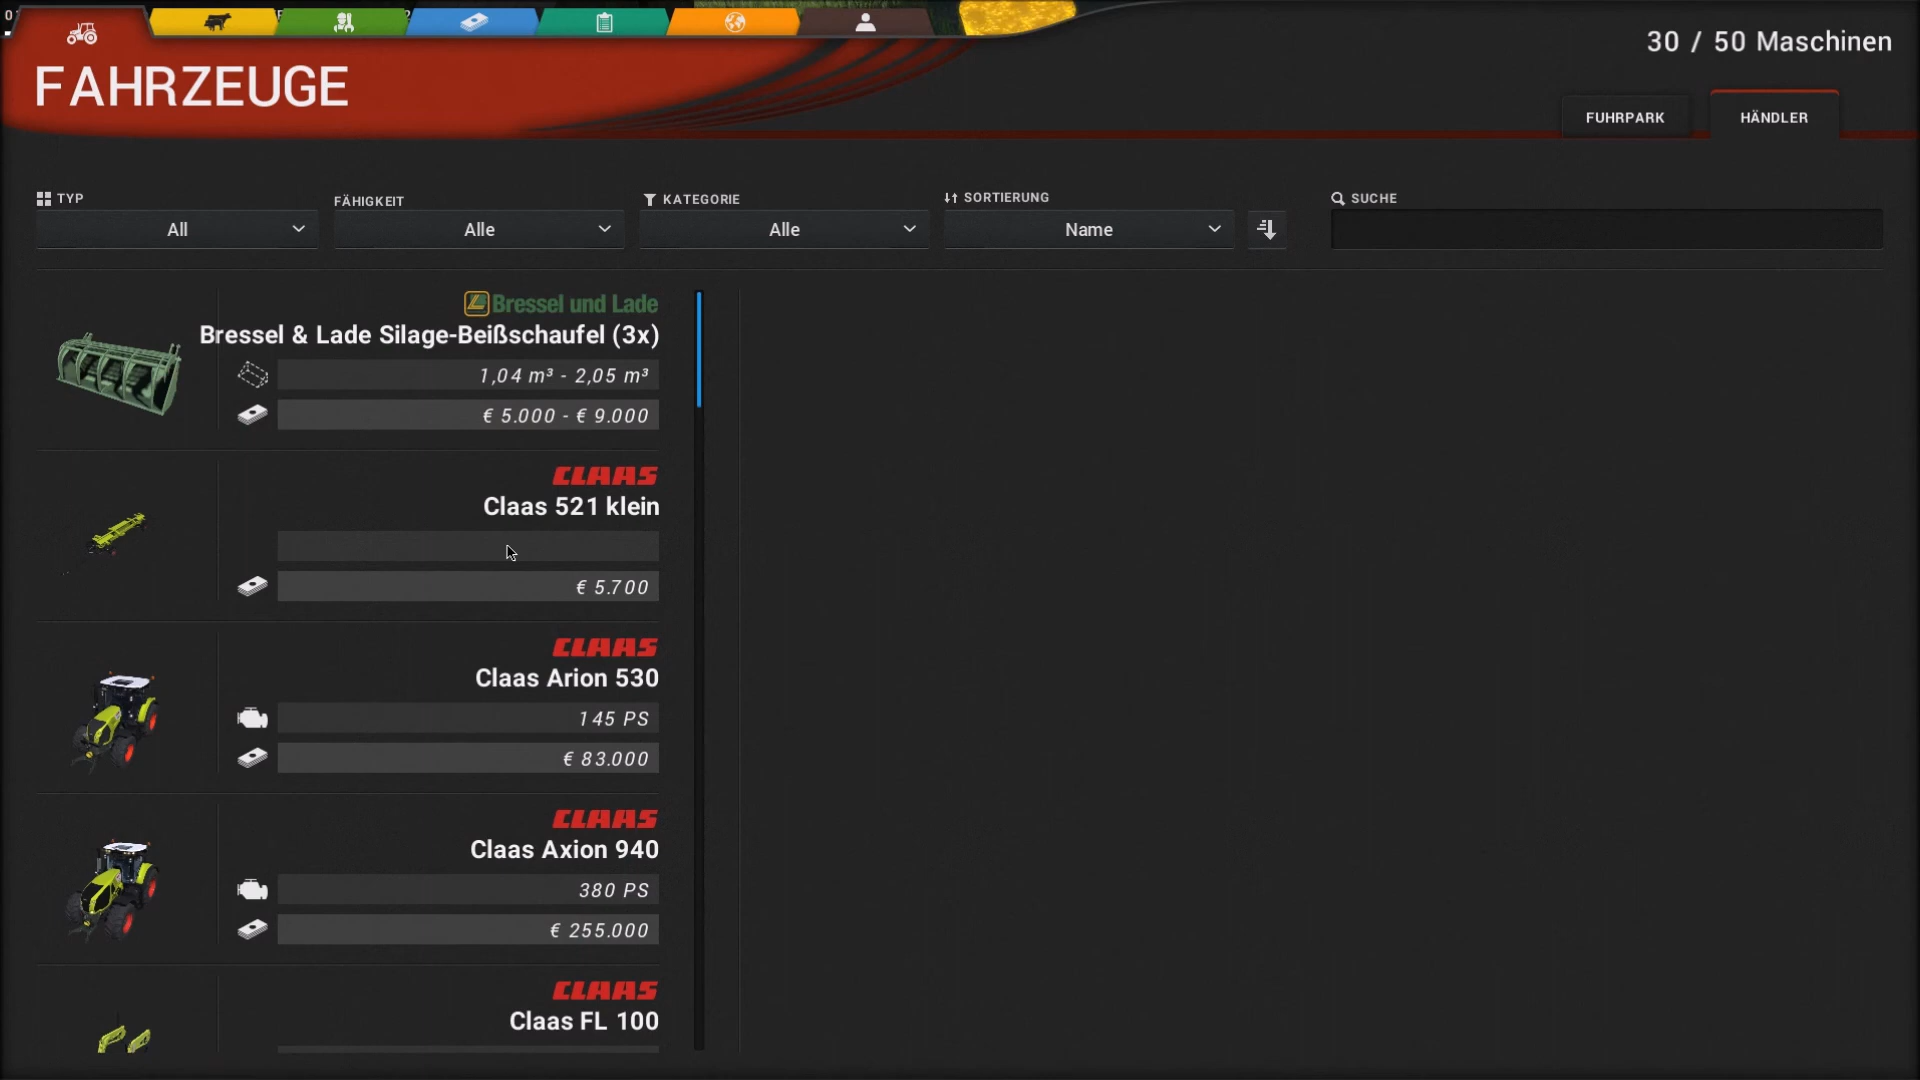 FAHRZEUGE
30 / 50 Maschinen
FUHRPARK
HÄNDLER
TYP
All
FÄHIGKEIT
Alle
KATEGORIE
Alle
SORTIERUNG
Name
SUCHE
Bressel und Lade
Bressel & Lade Silage-Beißschaufel (3x)
1,04 m³ - 2,05 m³
€ 5.000 - € 9.000
CLAAS
Claas 521 klein
€ 5.700
CLAAS
Claas Arion 530
145 PS
€ 83.000
CLAAS
Claas Axion 940
380 PS
€ 255.000
CLAAS
Claas FL 100